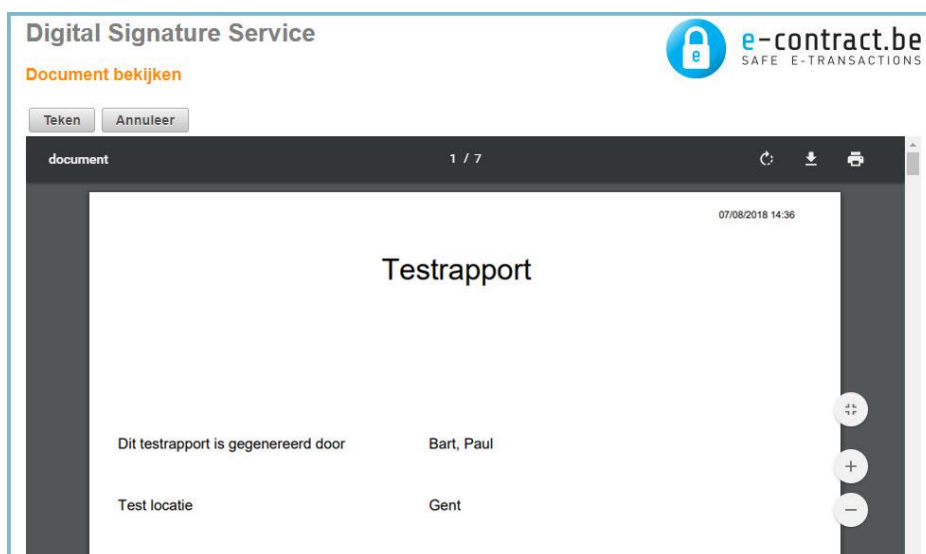 Digital Signature Service
e-contract.be
SAFE E-TRANSACTIONS
e
Document bekijken
Teken Annuleer
document 1 / 7
07/08/2018 14:36
Testrapport
Dit testrapport is gegenereerd door Bart, Paul
Test locatie Gent